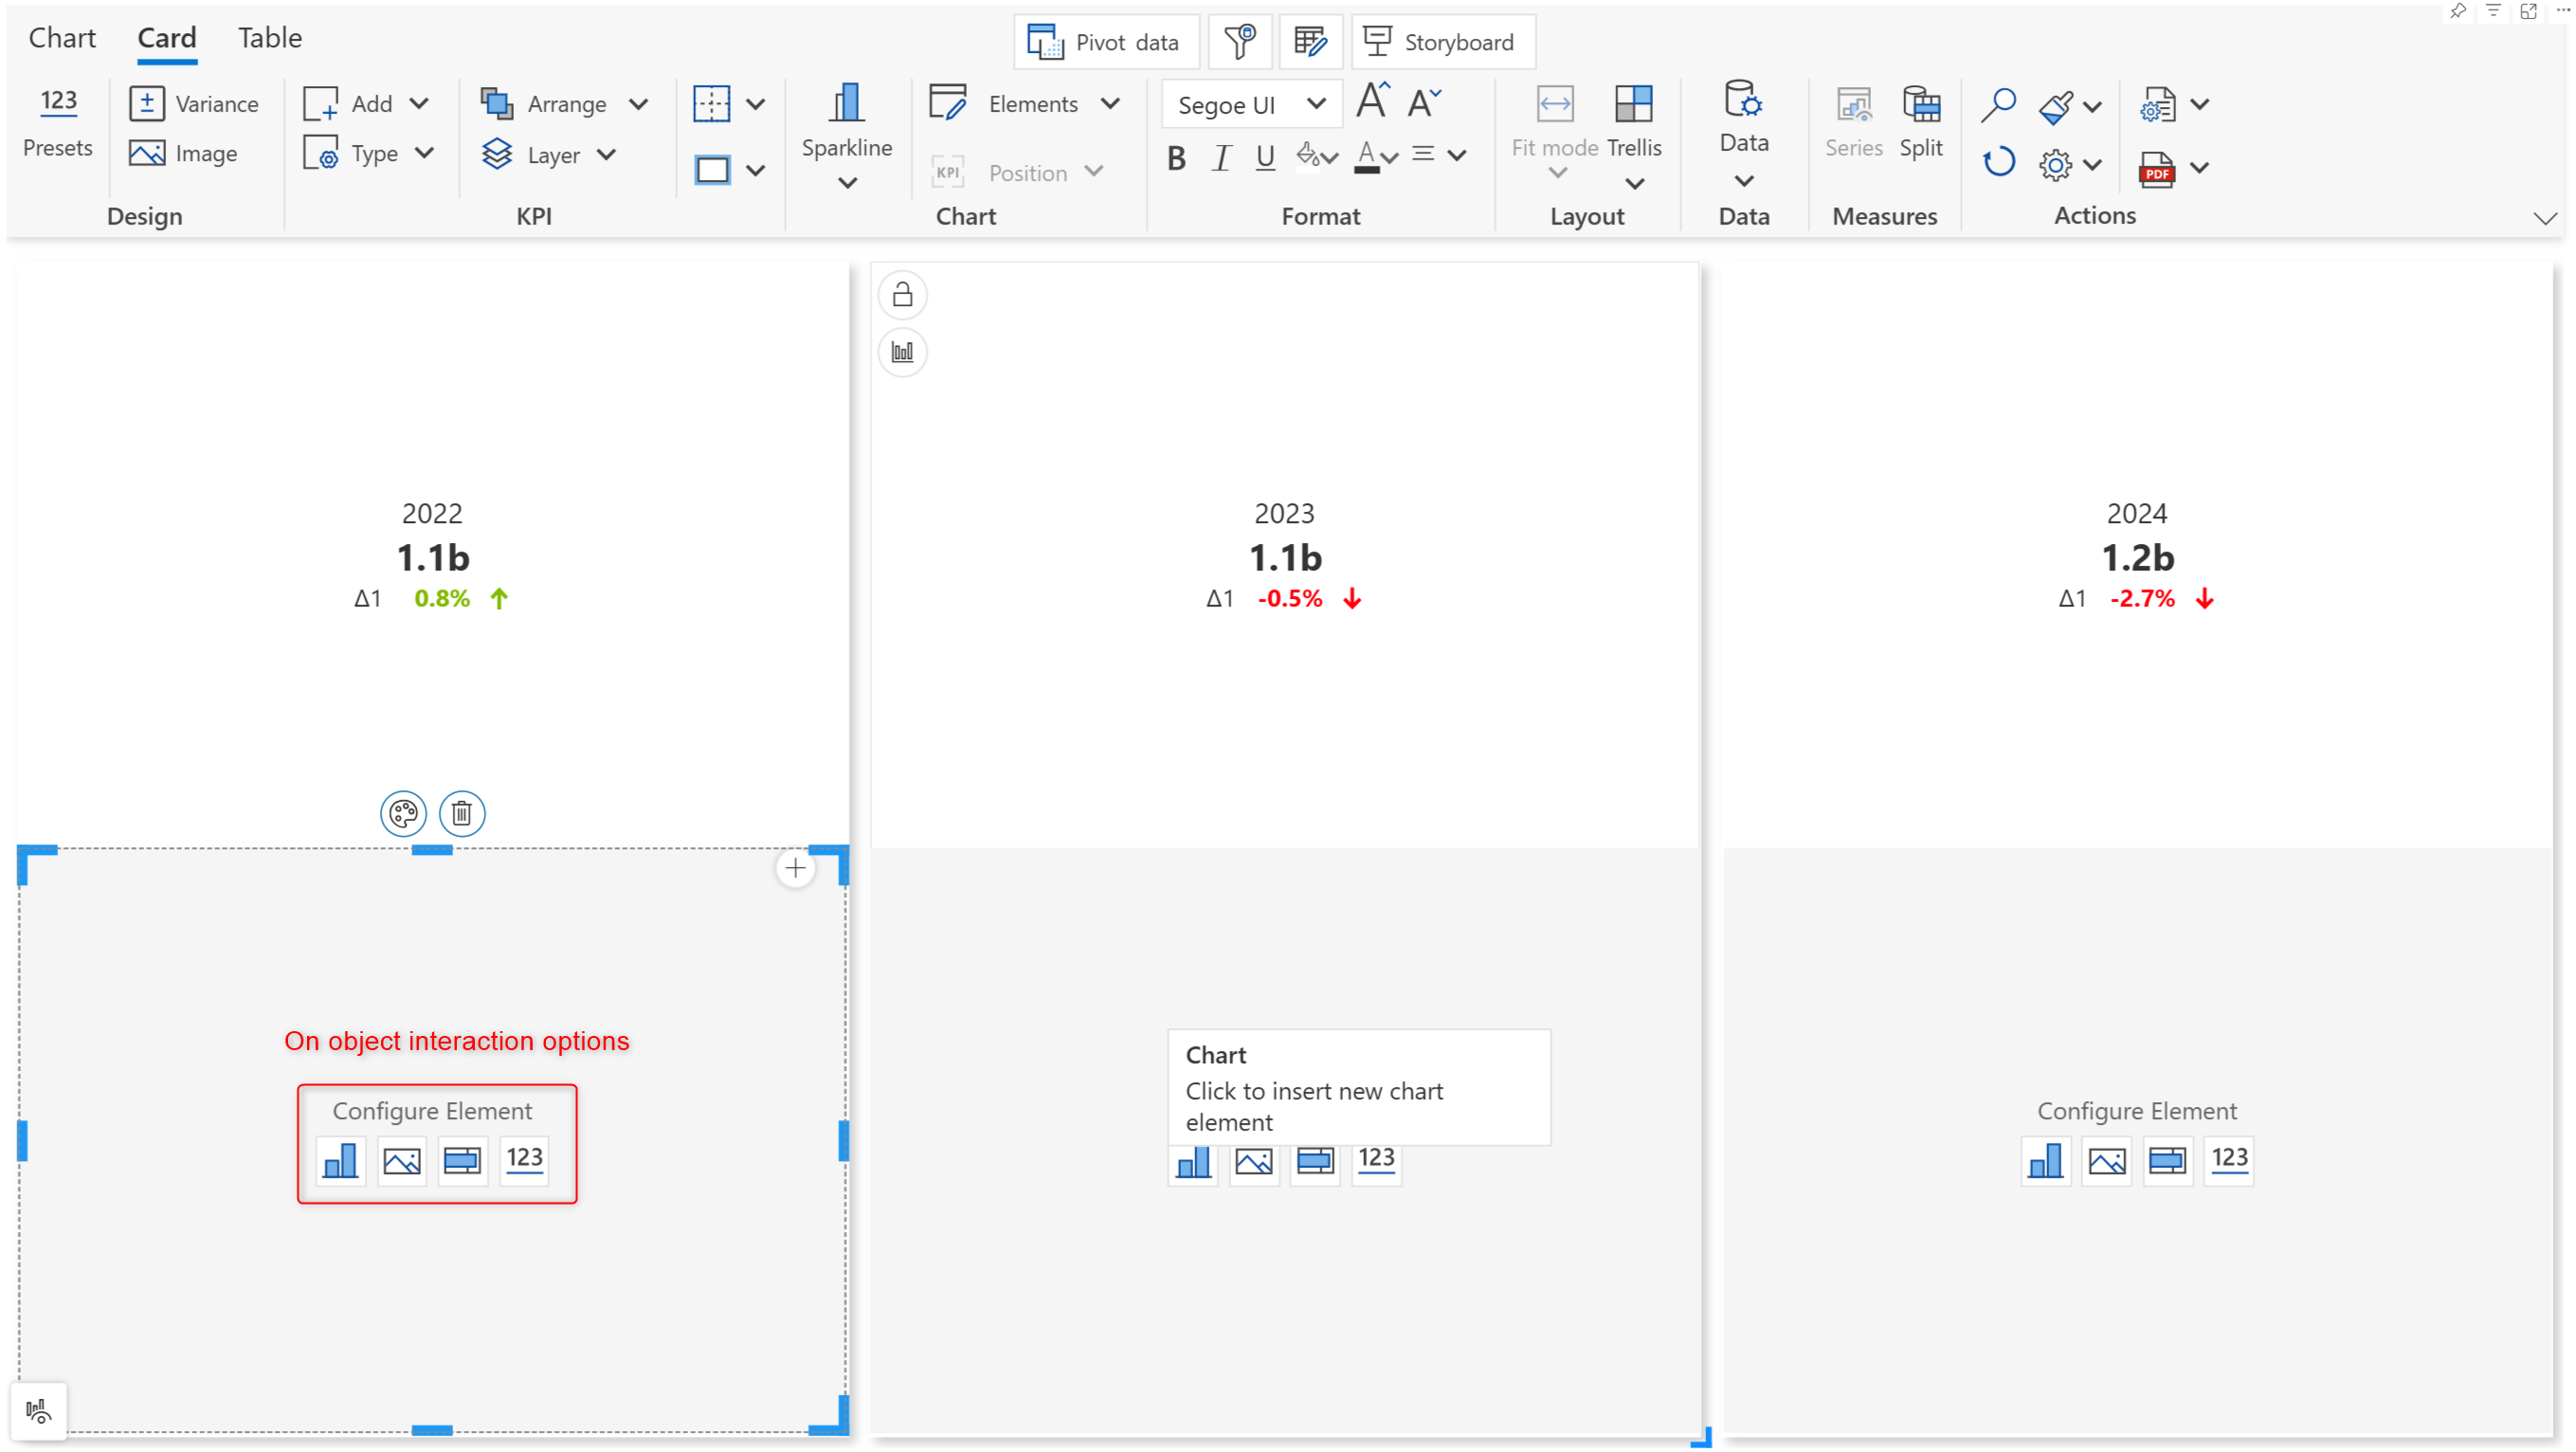 Chart Card Table
Pivot data
Storyboard
123
Presets
Variance
Image
Design
Add
Type
Arrange
Layer
KPI
Sparkline
Elements
KPI Position
Chart
Segoe UI
A A
B I U A
Format
Fit mode
Trellis
Layout
Data
Data
Series
Split
Measures
PDF
Actions
2022
1.1b
Δ1 0.8%
2023
1.1b
Δ1 -0.5%
2024
1.2b
Δ1 -2.7%
On object interaction options
Configure Element
123
Chart
Click to insert new chart
element
123
Configure Element
123